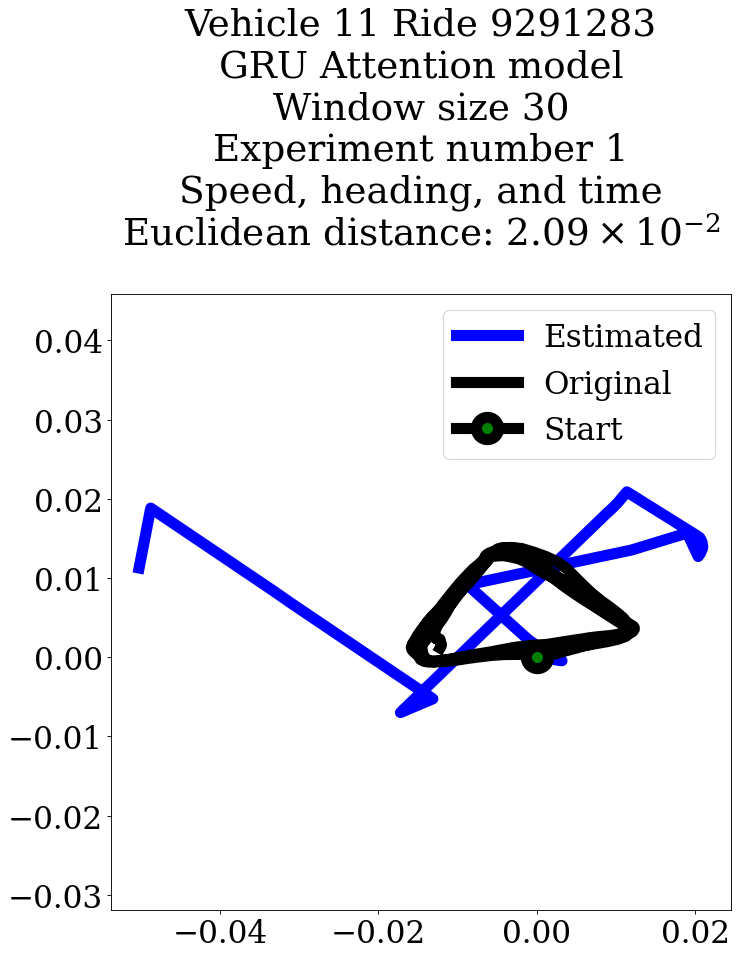 Vehicle 11 Ride 9291283
GRU Attention model
Window size 30
Experiment number 1
Speed, heading, and time
Euclidean distance: 2.09 × 10⁻²
Estimated
Original
Start
0.04
0.03
0.02
0.01
0.00
−0.01
−0.02
−0.03
−0.04
−0.02
0.00
0.02